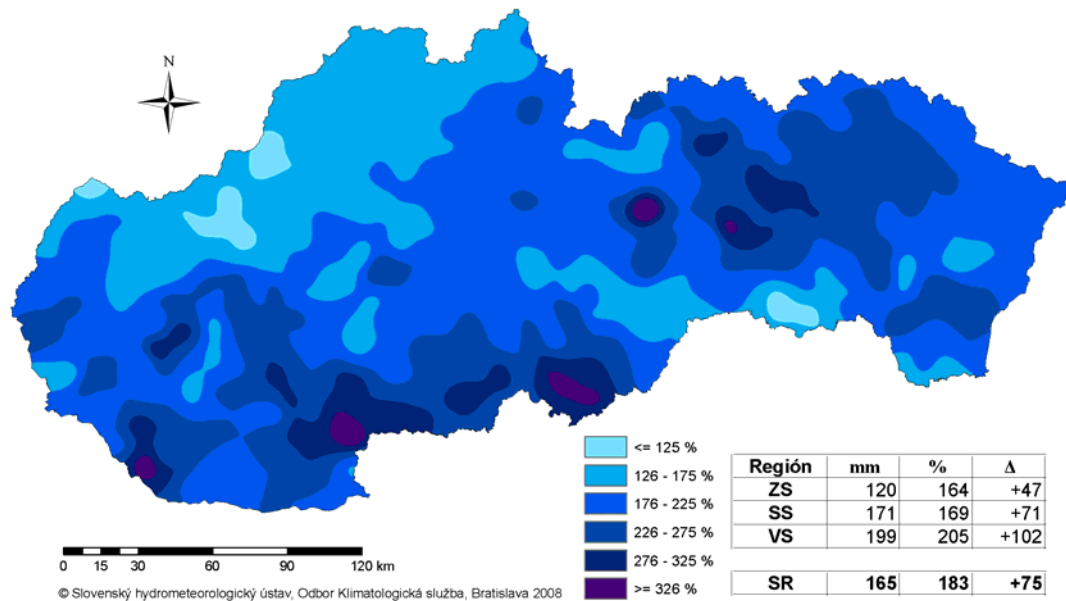 N
<= 125 %
126 - 175 %
176 - 225 %
226 - 275 %
276 - 325 %
>= 326 %
Región mm % Δ
ZS 120 164 +47
SS 171 169 +71
VS 199 205 +102
SR 165 183 +75
0 15 30 60 90 120 km
© Slovenský hydrometeorologický ústav, Odbor Klimatologická služba, Bratislava 2008